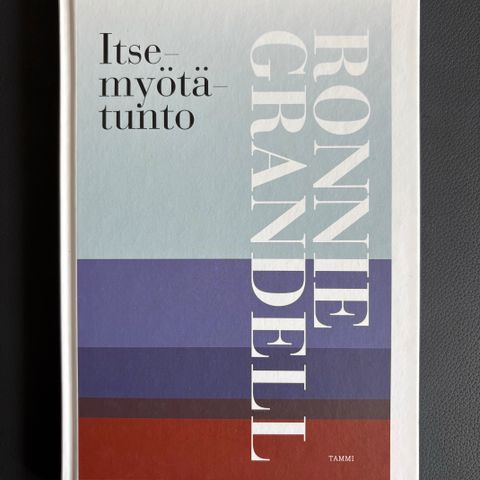 Itse-
myötä-
tunto
RONNIE
GRANDELL
TAMMI